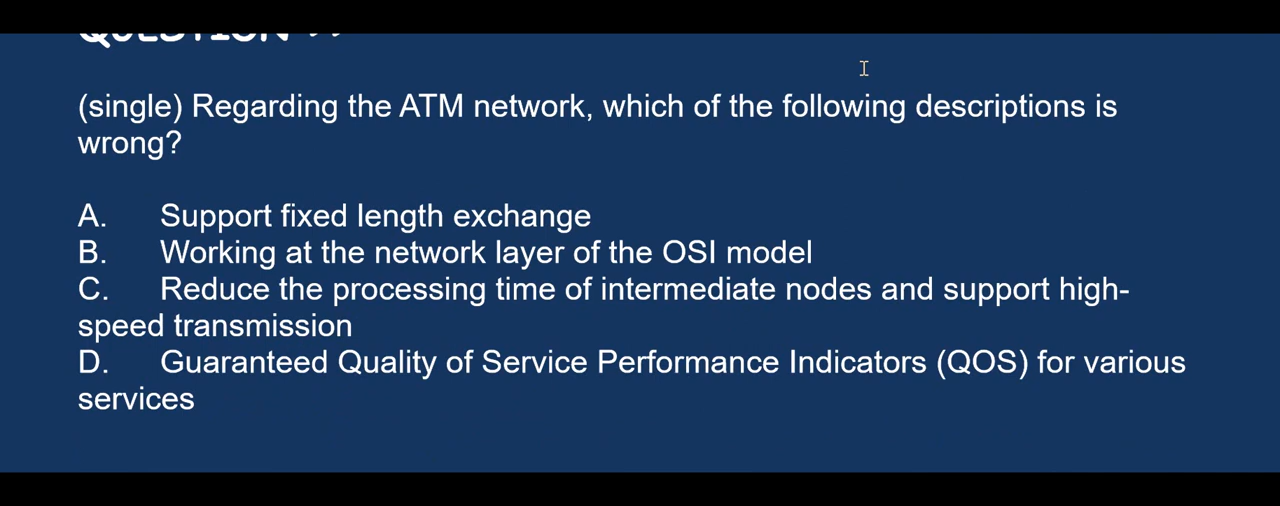 (single) Regarding the ATM network, which of the following descriptions is
wrong?
A. Support fixed length exchange
B. Working at the network layer of the OSI model
C. Reduce the processing time of intermediate nodes and support high-
speed transmission
D. Guaranteed Quality of Service Performance Indicators (QOS) for various
services